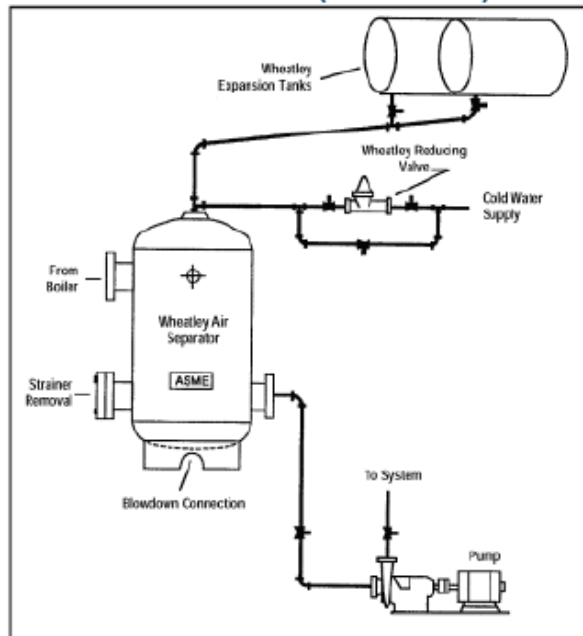 Wheatley
Expansion Tanks
Wheatley Reducing
Valve
Cold Water
Supply
From
Boiler
Wheatley Air
Separator
ASME
Strainer
Removal
Blowdown Connection
To System
Pump